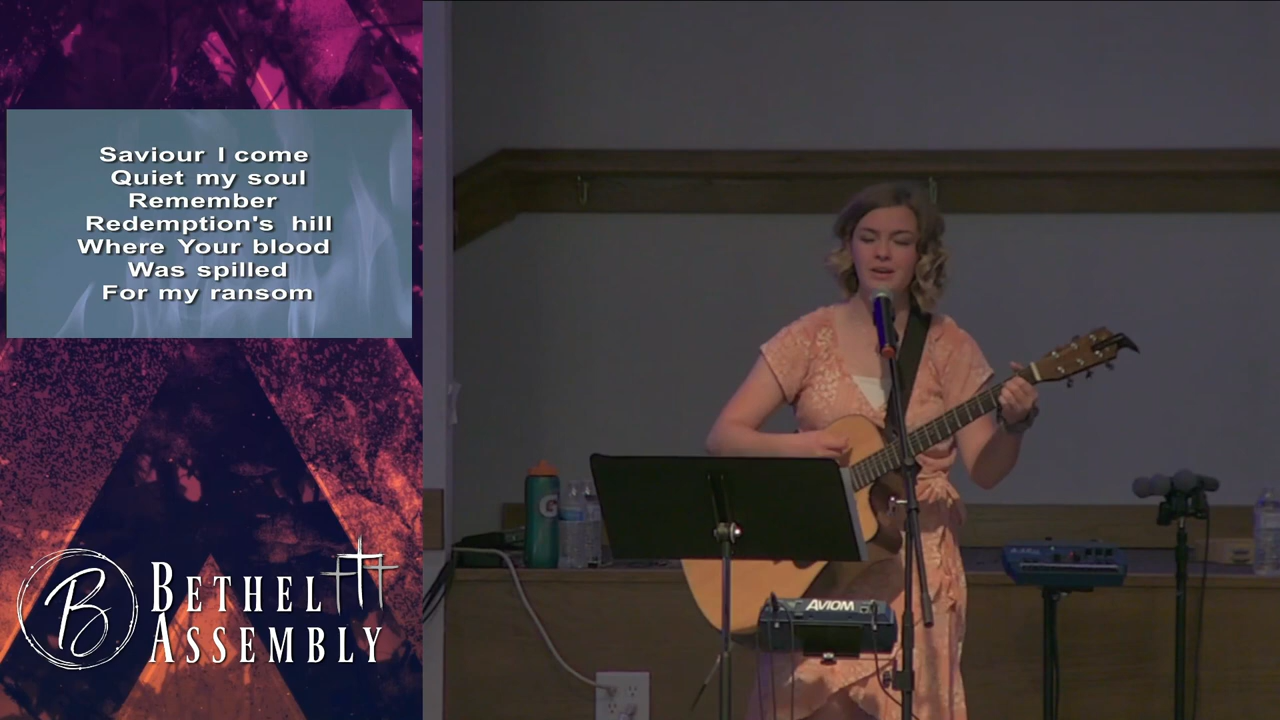 Saviour I come
Quiet my soul
Remember
Redemption's hill
Where Your blood
Was spilled
For my ransom
B
BETHEL
ASSEMBLY
G
AVIOM